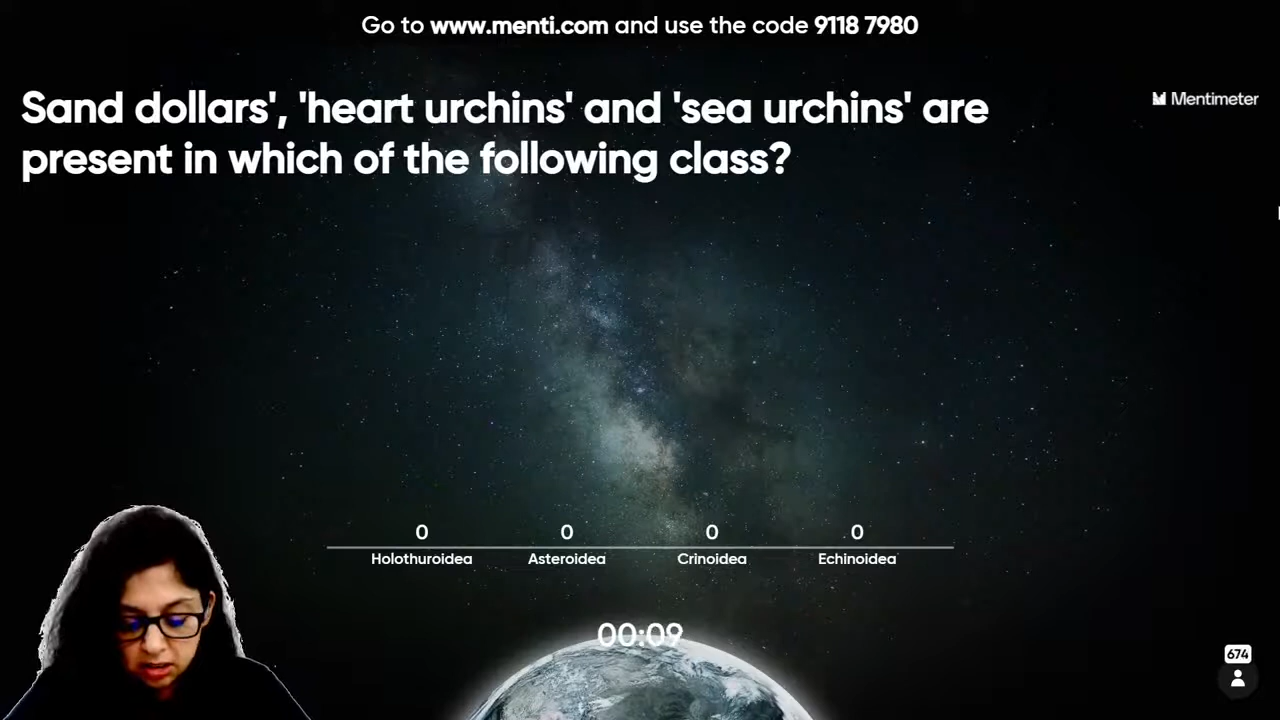 Go to www.menti.com and use the code 9118 7980
Sand dollars', 'heart urchins' and 'sea urchins' are
present in which of the following class?
Mentimeter
0 0 0 0
Holothuroidea Asteroidea Crinoidea Echinoidea
00:09
674